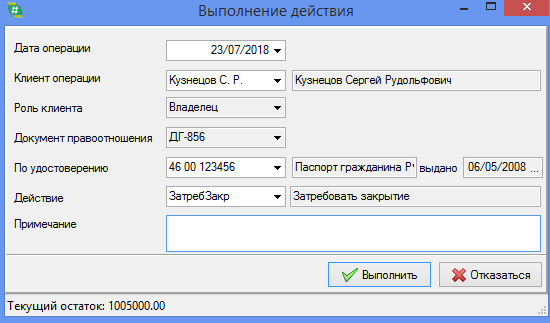 Выполнение действия
Дата операции 23/07/2018
Клиент операции Кузнецов С. Р. Кузнецов Сергей Рудольфович
Роль клиента Владелец
Документ правоотношения ДГ-856
По удостоверению 46 00 123456 Паспорт гражданина выдано 06/05/2008 ...
Действие ЗатребЗакр Затребовать закрытие
Примечание
Выполнить Отказаться
Текущий остаток: 1005000.00